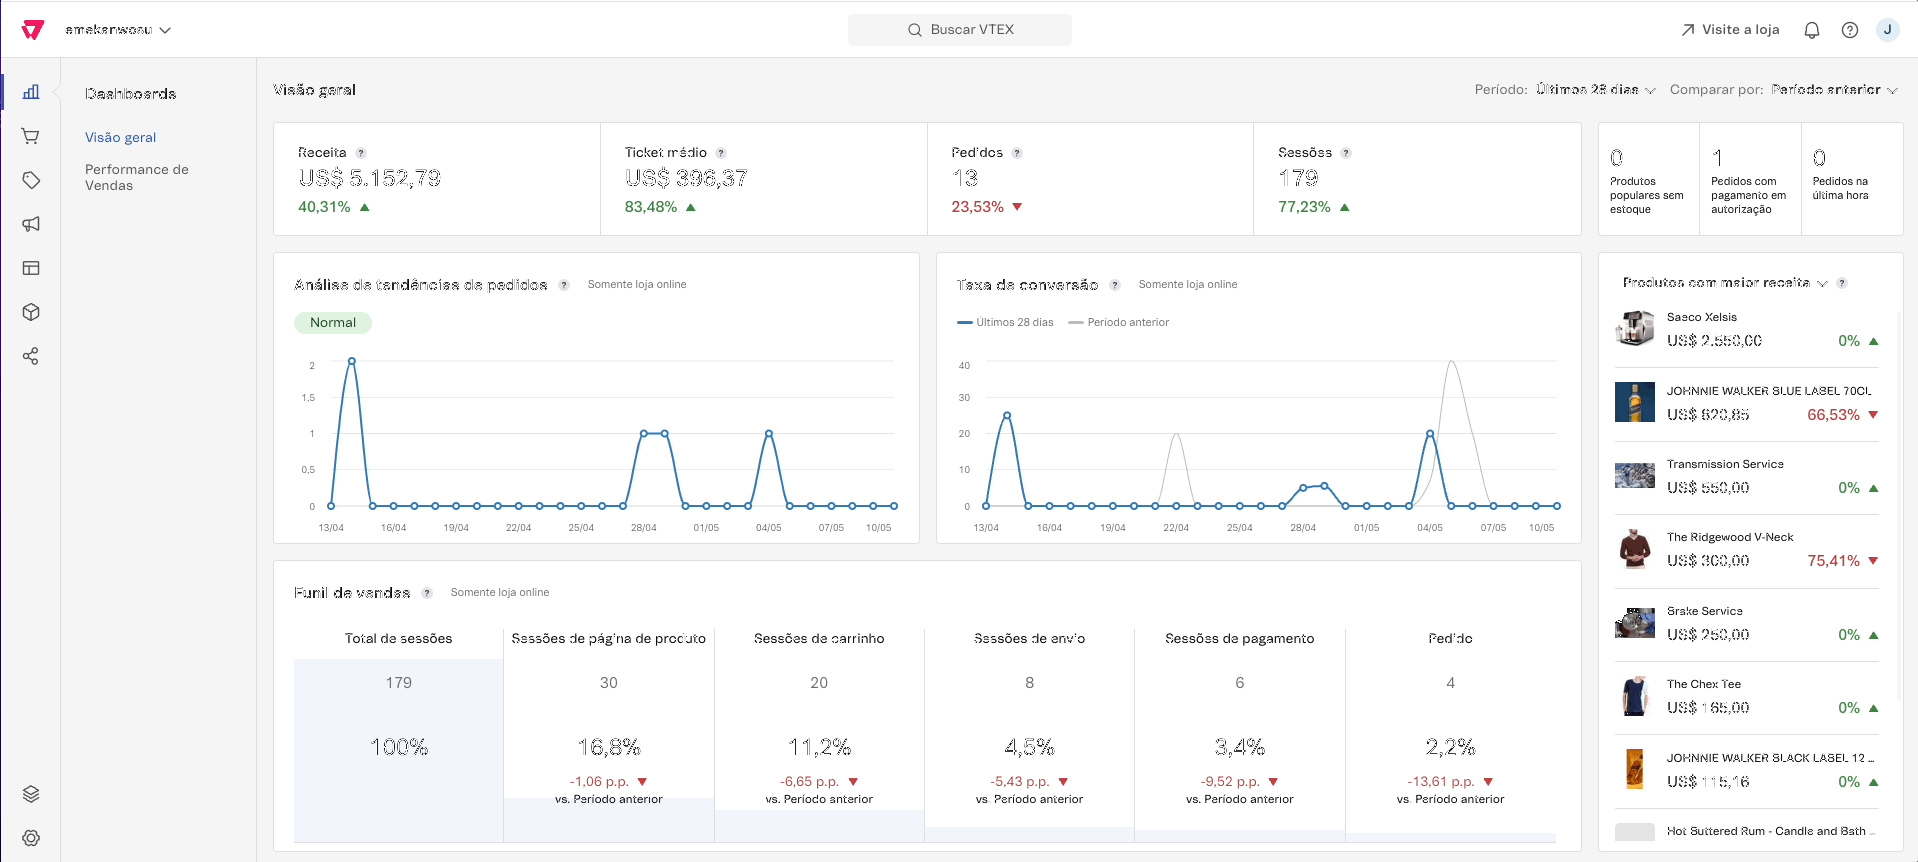 emekanwosu
Buscar VTEX
Visite a loja
J
Dashboards
Visão geral
Performance de
Vendas
Visão geral
Período: Últimos 28 dias
Comparar por: Período anterior
Receita ?
US$ 5.152,79
40,31%
Ticket médio ?
US$ 396,37
83,48%
Pedidos ?
13
23,53%
Sessões ?
179
77,23%
0
Produtos
populares sem
estoque
1
Pedidos com
pagamento em
autorização
0
Pedidos na
última hora
Análise de tendências de pedidos ? Somente loja online
Normal
2
1,5
1
0,5
0
13/04 16/04 19/04 22/04 25/04 28/04 01/05 04/05 07/05 10/05
Taxa de conversão ? Somente loja online
Últimos 28 dias Período anterior
40
30
20
10
0
13/04 16/04 19/04 22/04 25/04 28/04 01/05 04/05 07/05 10/05
Funil de vendas ? Somente loja online
Total de sessões
179
100%
Sessões de página de produto
30
16,8%
-1,06 p.p.
vs. Período anterior
Sessões de carrinho
20
11,2%
-6,65 p.p.
vs. Período anterior
Sessões de envio
8
4,5%
-5,43 p.p.
vs. Período anterior
Sessões de pagamento
6
3,4%
-9,52 p.p.
vs. Período anterior
Pedido
4
2,2%
-13,61 p.p.
vs. Período anterior
Produtos com maior receita ?
Saeco Xelsis
US$ 2.550,00 0%
JOHNNIE WALKER BLUE LABEL 70CL
US$ 820,85 66,53%
Transmission Service
US$ 550,00 0%
The Ridgewood V-Neck
US$ 300,00 75,41%
Brake Service
US$ 250,00 0%
The Chex Tee
US$ 165,00 0%
JOHNNIE WALKER BLACK LABEL 12 ...
US$ 115,16 0%
Hot Buttered Rum - Candle and Bath ...